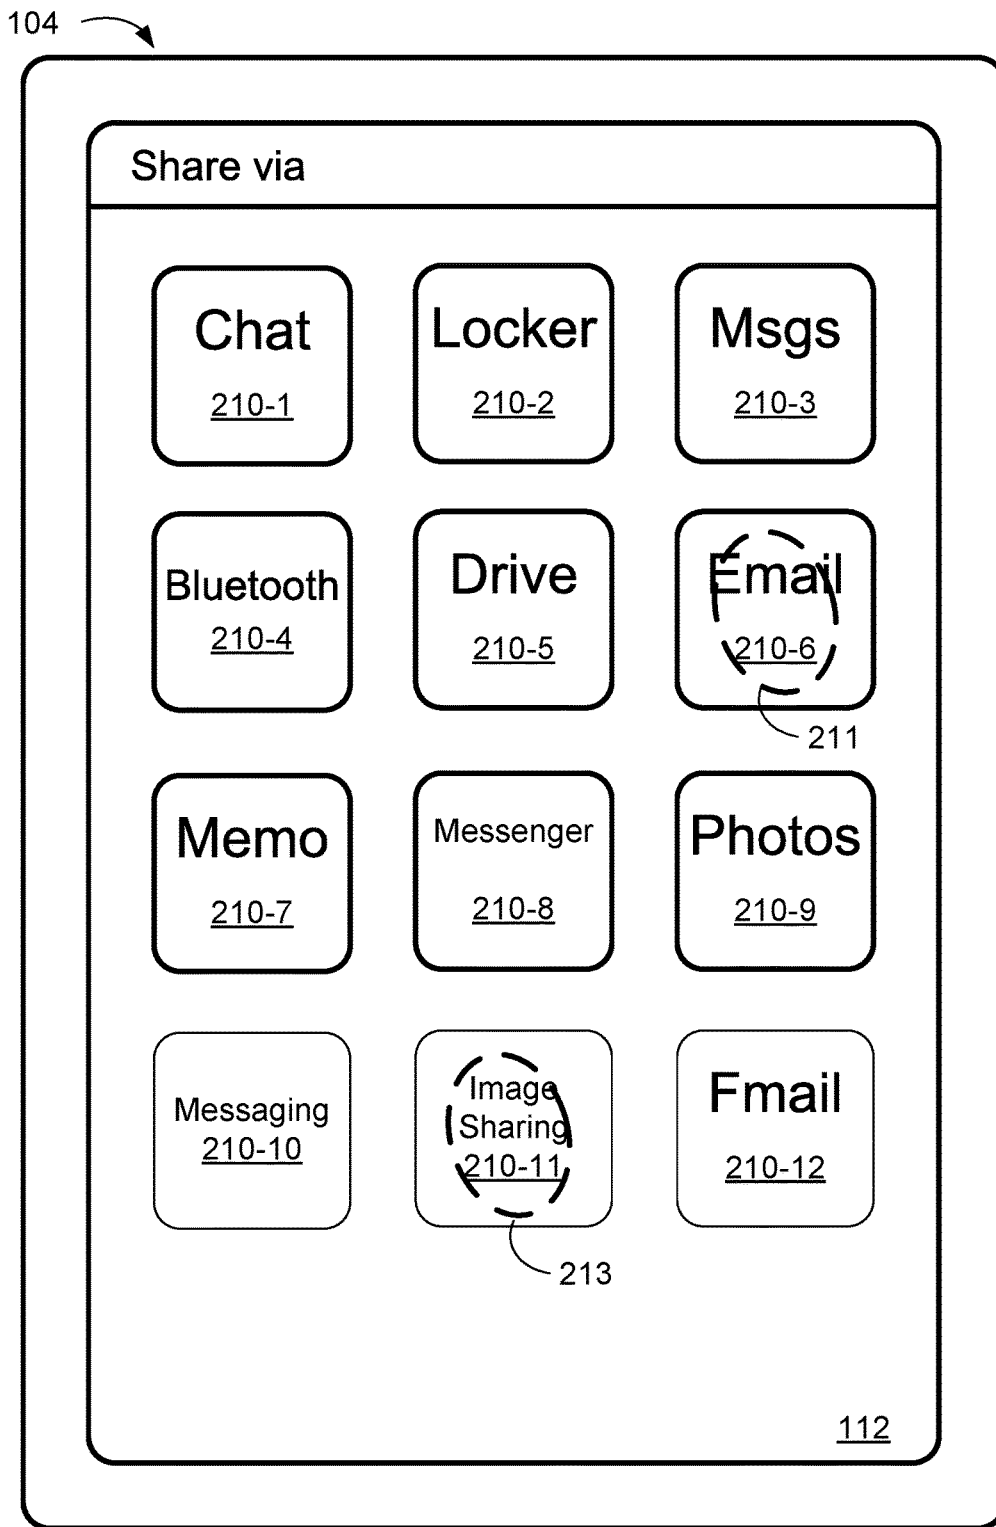 104
Share via
Chat
210-1
Locker
210-2
Msgs
210-3
Bluetooth
210-4
Drive
210-5
Email
210-6
211
Memo
210-7
Messenger
210-8
Photos
210-9
Messaging
210-10
Image
Sharing
210-11
213
Fmail
210-12
112